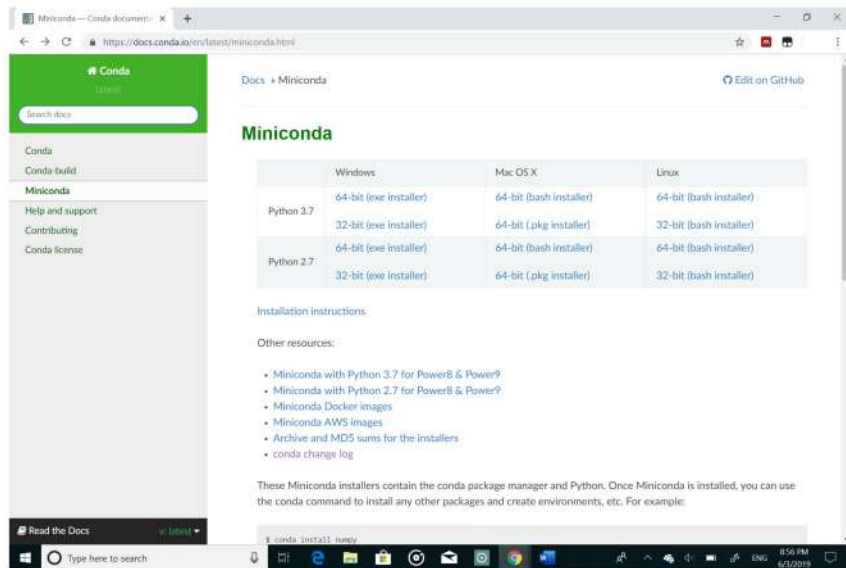 Miniconda — Conda document
https://docs.conda.io/en/latest/miniconda.html
Conda
latest
Search docs
Conda
Conda-build
Miniconda
Help and support
Contributing
Conda license
Read the Docs
v: latest
Docs » Miniconda
Edit on GitHub
Miniconda
Windows Mac OS X Linux
Python 3.7
64-bit (exe installer) 64-bit (bash installer) 64-bit (bash installer)
32-bit (exe installer) 64-bit (.pkg installer) 32-bit (bash installer)
Python 2.7
64-bit (exe installer) 64-bit (bash installer) 64-bit (bash installer)
32-bit (exe installer) 64-bit (.pkg installer) 32-bit (bash installer)
Installation instructions
Other resources:
• Miniconda with Python 3.7 for Power8 & Power9
• Miniconda with Python 2.7 for Power8 & Power9
• Miniconda Docker images
• Miniconda AWS images
• Archive and MD5 sums for the installers
• conda change log
These Miniconda installers contain the conda package manager and Python. Once Miniconda is installed, you can use
the conda command to install any other packages and create environments, etc. For example:
$ conda install numpy
Type here to search
ENG
8:56 PM
6/3/2019